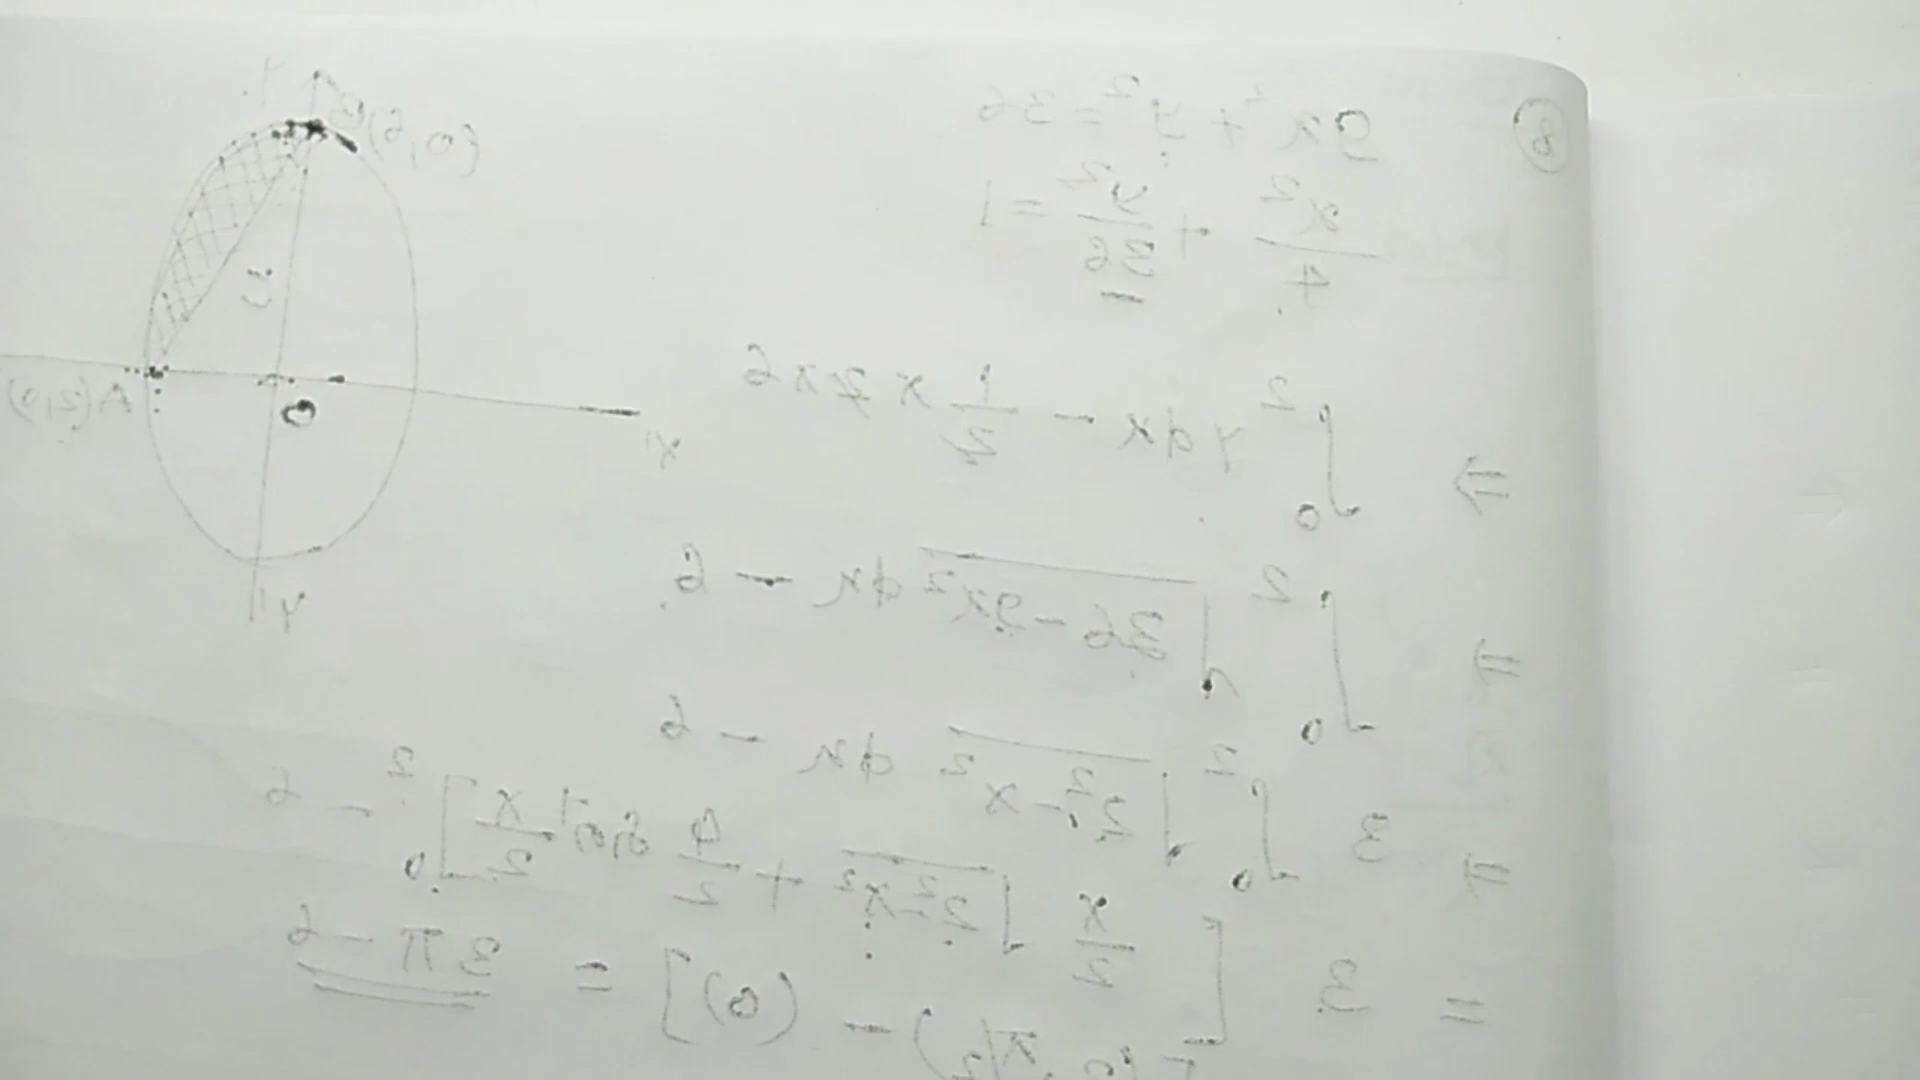 8
9x² + y² = 36
x²/4 + y²/36 = 1
Y
B(6,0)
(2,0)A
O
X
Y
⇒ ∫₀² Y dx − 1/2 × 2 × 6
= ∫₀² √(36−9x²) dx − 6
= 3 ∫₀² √(2²−x²) dx − 6
= 3 [x/2 √(2²−x²) + 4/2 sin⁻¹ x/2]₀² − 6
− (0)] = 3π − 6